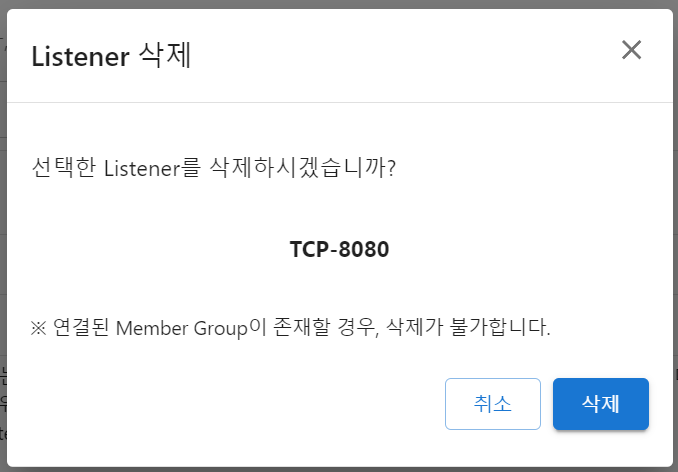 Listener 삭제
선택한 Listener를 삭제하시겠습니까?
TCP-8080
※ 연결된 Member Group이 존재할 경우, 삭제가 불가합니다.
취소
삭제